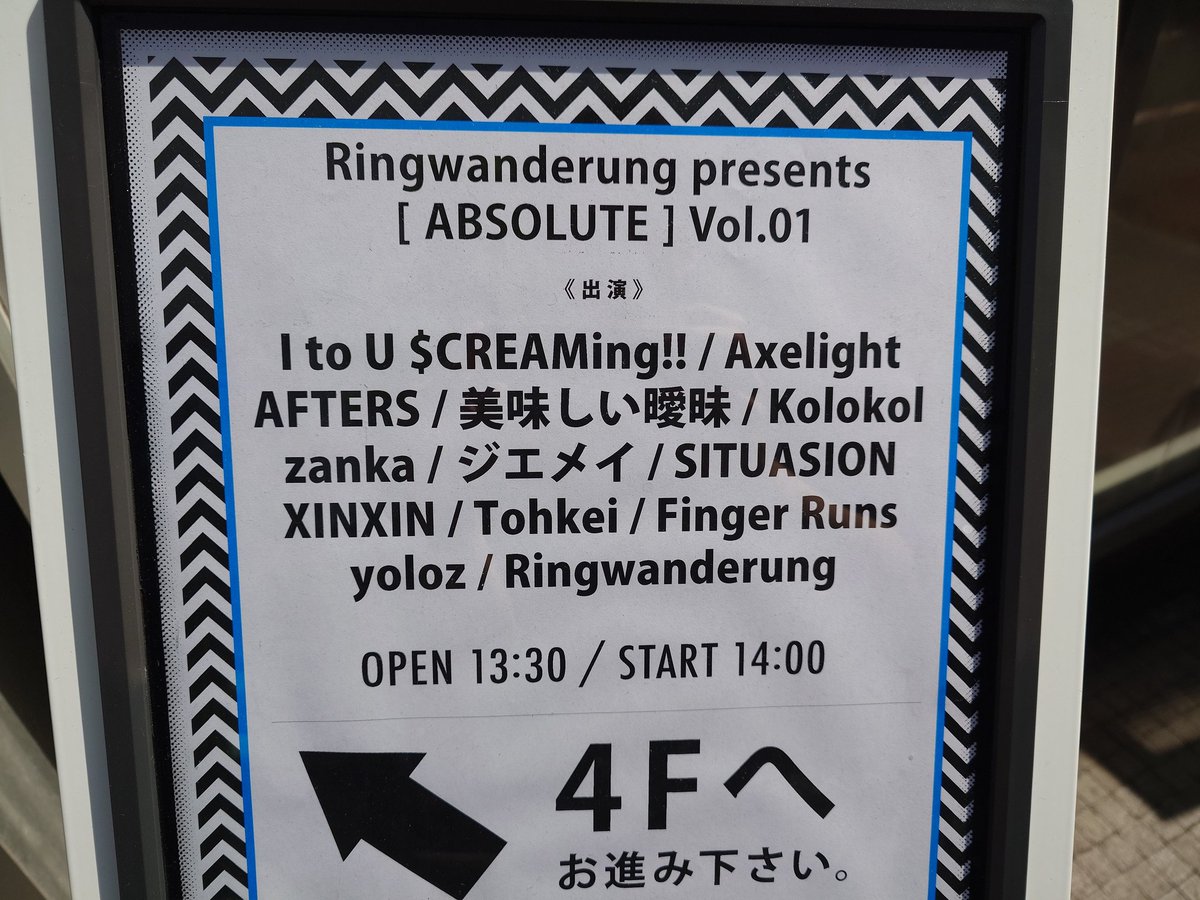 Ringwanderung presents
[ ABSOLUTE ] Vol.01
《出演》
I to U $CREAMing!! / Axelight
AFTERS / 美味しい曖昧 / Kolokol
zanka / ジエメイ / SITUASION
XINXIN / Tohkei / Finger Runs
yoloz / Ringwanderung
OPEN 13:30 / START 14:00
4Fへ
お進み下さい。